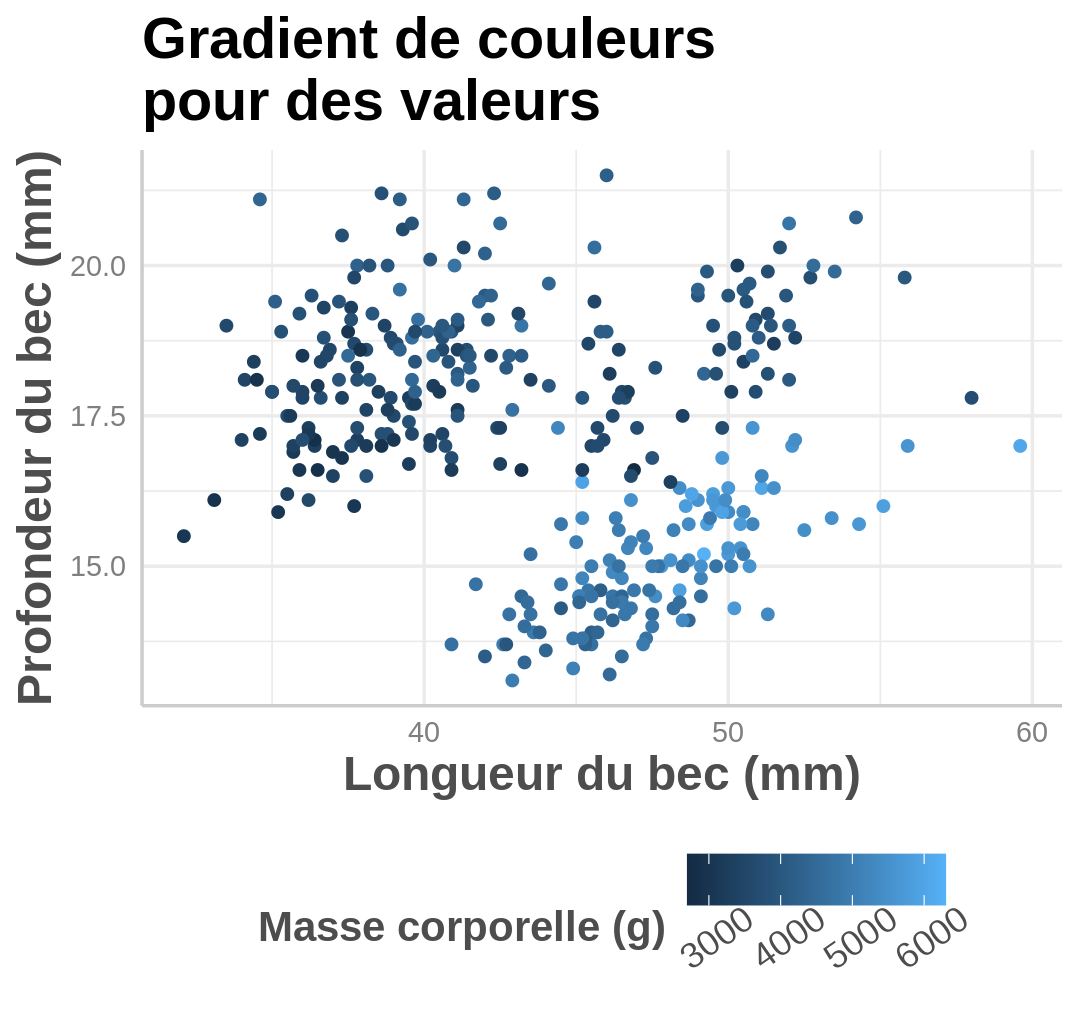 Gradient de couleurs
pour des valeurs
Profondeur du bec (mm)
20.0
17.5
15.0
40 50 60
Longueur du bec (mm)
Masse corporelle (g)
3000 4000 5000 6000